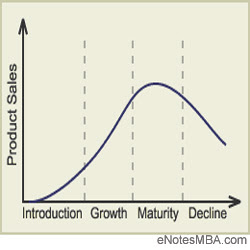 Product Sales
Introduction Growth Maturity Decline
eNotesMBA.com